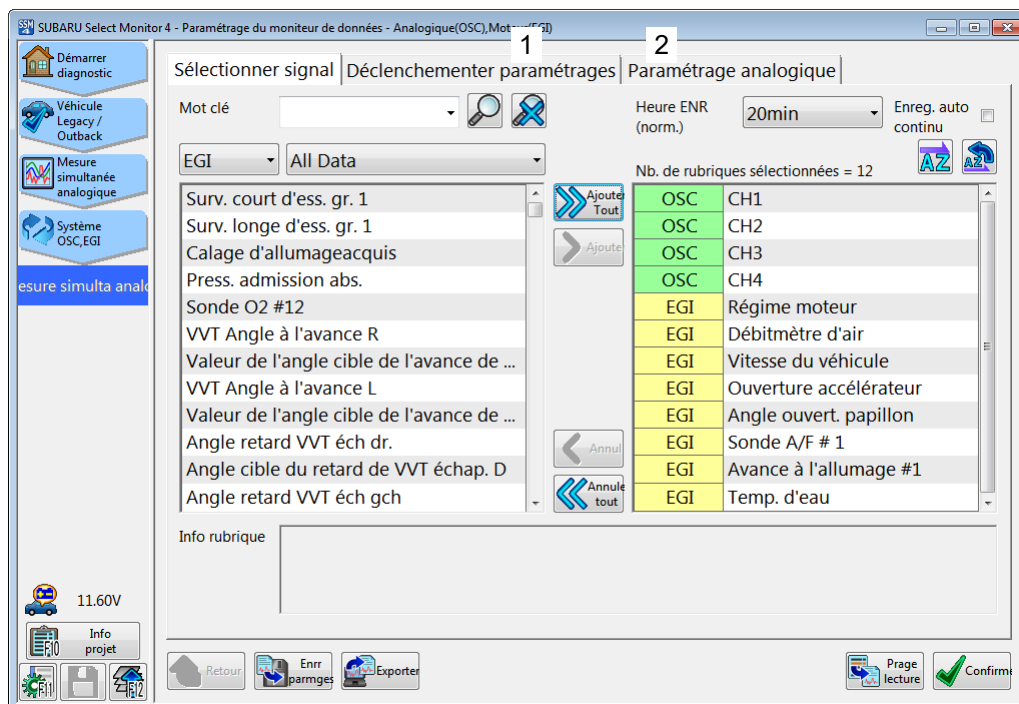 SUBARU Select Monitor 4 - Paramétrage du moniteur de données - Analogique(OSC),Moteur(EGI)
1
2
Démarrer
diagnostic
Véhicule
Legacy /
Outback
Mesure
simultanée
analogique
Système
OSC,EGI
esure simulta analo
11.60V
F10
Info
projet
F11
F12
Sélectionner signal
Déclenchementer paramétrages
Paramétrage analogique
Mot clé
Heure ENR
(norm.)
20min
Enreg. auto
continu
EGI
All Data
Nb. de rubriques sélectionnées = 12
AZ
AZ
Surv. court d'ess. gr. 1
Surv. longe d'ess. gr. 1
Calage d'allumageacquis
Press. admission abs.
Sonde O2 #12
VVT Angle à l'avance R
Valeur de l'angle cible de l'avance de ...
VVT Angle à l'avance L
Valeur de l'angle cible de l'avance de ...
Angle retard VVT éch dr.
Angle cible du retard de VVT échap. D
Angle retard VVT éch gch
Ajouter
Tout
Ajoute
Annul
Annule
tout
OSC CH1
OSC CH2
OSC CH3
OSC CH4
EGI Régime moteur
EGI Débitmètre d'air
EGI Vitesse du véhicule
EGI Ouverture accélérateur
EGI Angle ouvert. papillon
EGI Sonde A/F # 1
EGI Avance à l'allumage #1
EGI Temp. d'eau
Info rubrique
Retour
Enrr
parmges
Exporter
Prage
lecture
Confirme